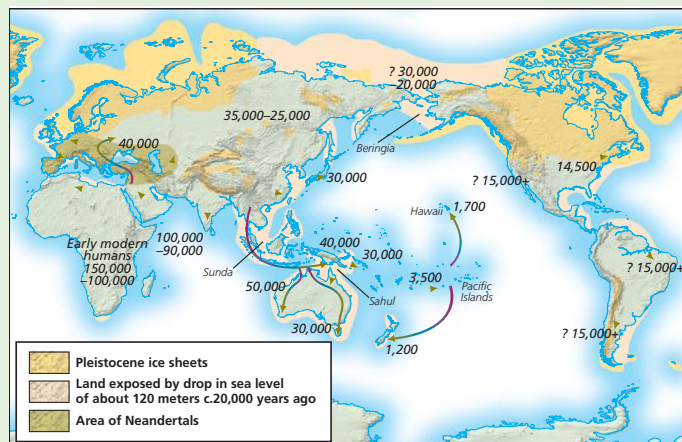 ? 30,000
–20,000
35,000–25,000
40,000
Beringia
14,500
30,000
? 15,000+
Hawaii
1,700
Early modern
humans
150,000
–100,000
100,000
–90,000
40,000
30,000
Sunda
? 15,000+
3,500
Pacific
Islands
50,000
Sahul
30,000
? 15,000+
1,200
Pleistocene ice sheets
Land exposed by drop in sea level
of about 120 meters c.20,000 years ago
Area of Neandertals